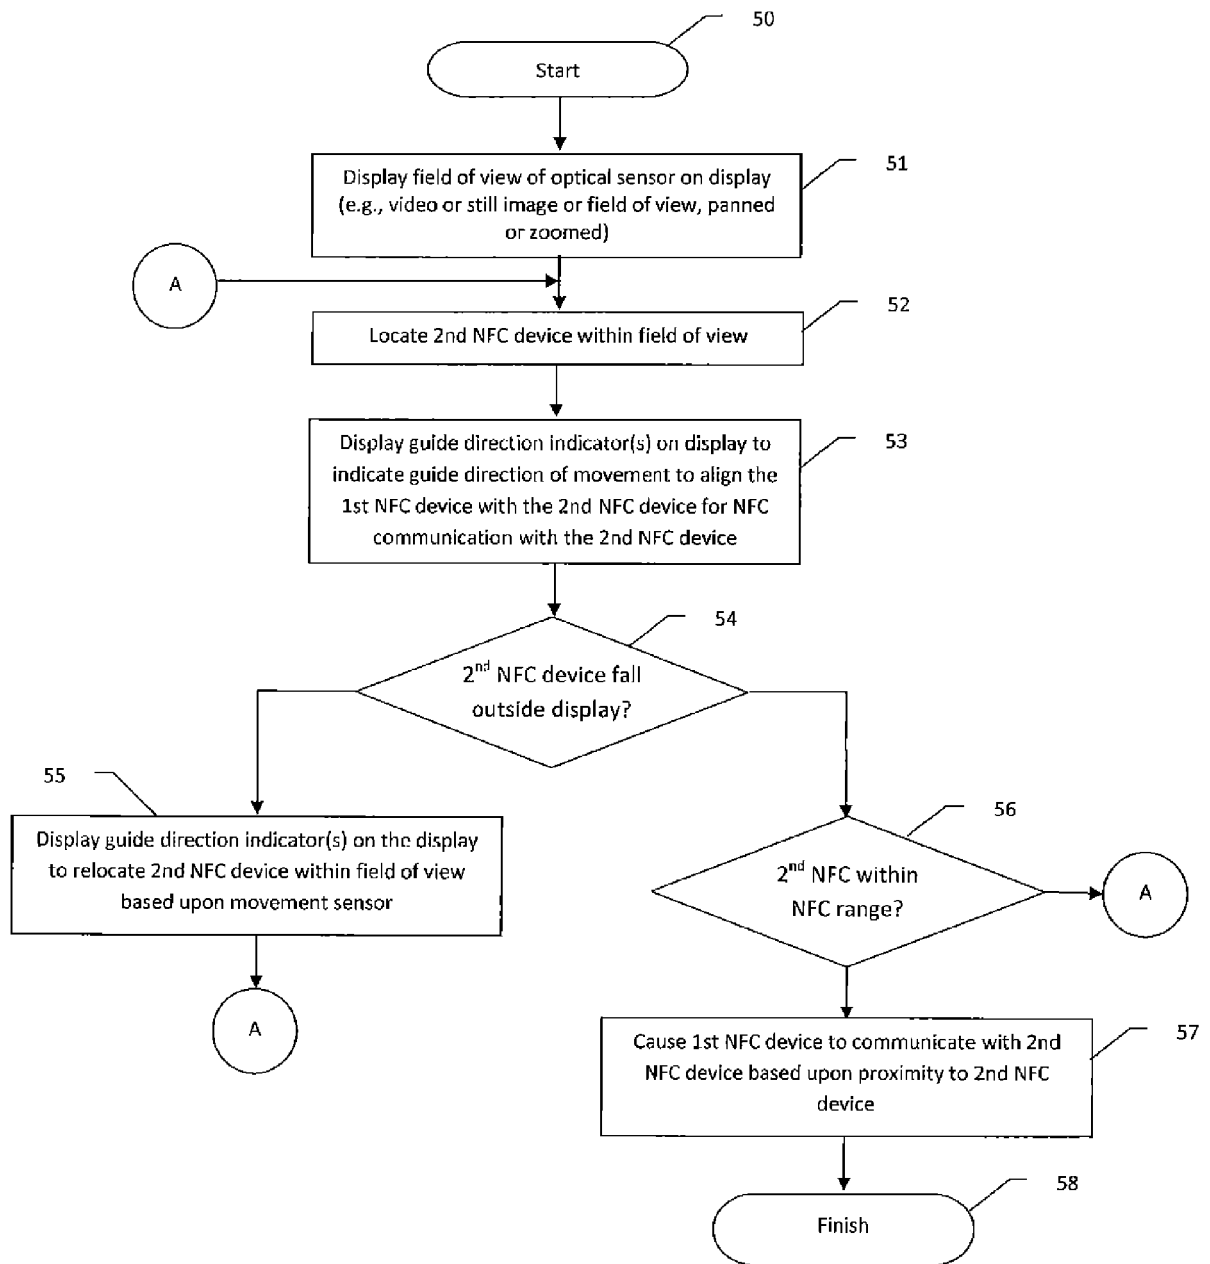 50
Start
51
Display field of view of optical sensor on display
(e.g., video or still image or field of view, panned
or zoomed)
A
52
Locate 2nd NFC device within field of view
53
Display guide direction indicator(s) on display to
indicate guide direction of movement to align the
1st NFC device with the 2nd NFC device for NFC
communication with the 2nd NFC device
54
2nd NFC device fall
outside display?
55
Display guide direction indicator(s) on the display
to relocate 2nd NFC device within field of view
based upon movement sensor
A
56
2nd NFC within
NFC range?
A
57
Cause 1st NFC device to communicate with 2nd
NFC device based upon proximity to 2nd NFC
device
58
Finish